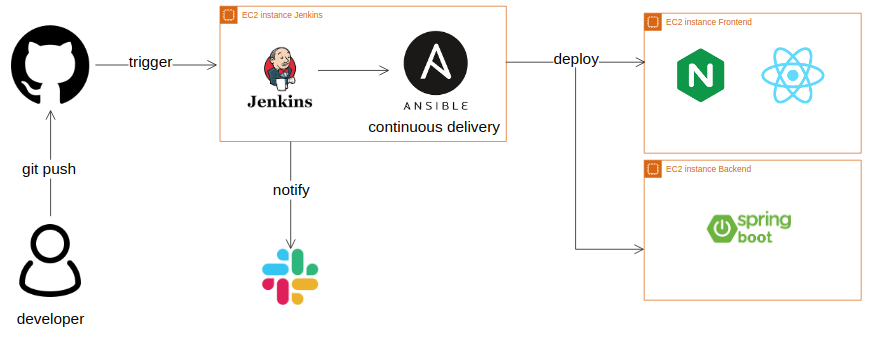 EC2 instance Jenkins
EC2 instance Frontend
trigger
deploy
Jenkins
ANSIBLE
continuous delivery
git push
notify
EC2 instance Backend
spring
boot
developer